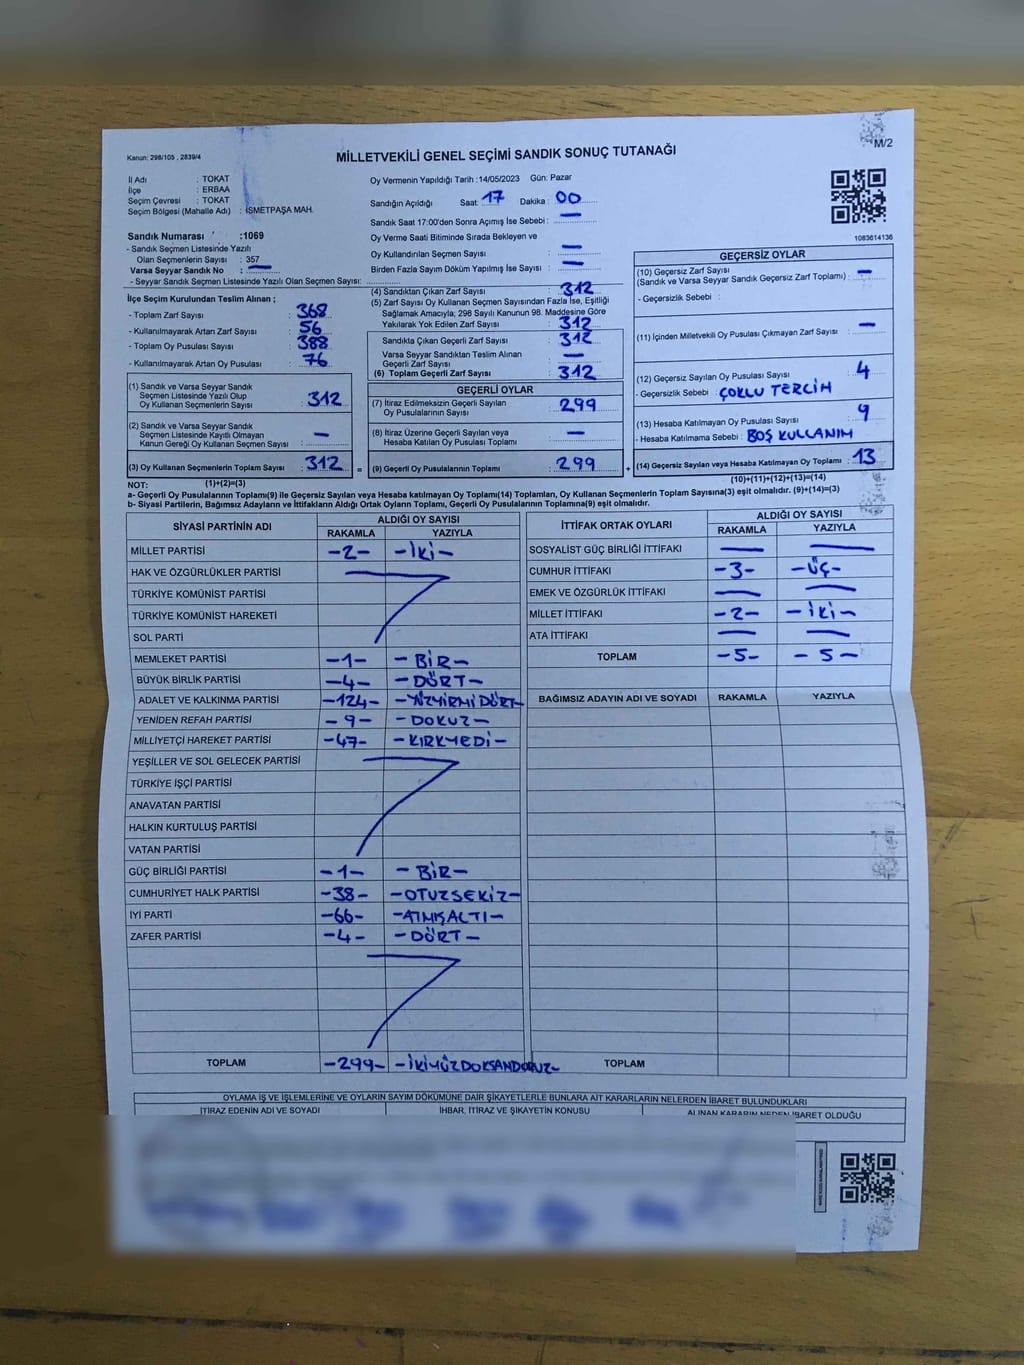 Kanun: 298/105 , 2839/4
MİLLETVEKİLİ GENEL SEÇİMİ SANDIK SONUÇ TUTANAĞI
M/2
İl Adı : TOKAT
İlçe : ERBAA
Seçim Çevresi : TOKAT
Seçim Bölgesi (Mahalle Adı) : İSMETPAŞA MAH.
Sandık Numarası :1069
- Sandık Seçmen Listesinde Yazılı
Olan Seçmenlerin Sayısı : 357
Varsa Seyyar Sandık No : —
- Seyyar Sandık Seçmen Listesinde Yazılı Olan Seçmenlerin Sayısı:
Oy Vermenin Yapıldığı Tarih :14/05/2023 Gün: Pazar
Sandığın Açıldığı Saat: 17 Dakika : 00
Sandık Saat 17:00'den Sonra Açımış İse Sebebi : —
Oy Verme Saati Bitiminde Sırada Bekleyen ve
Oy Kullandırılan Seçmen Sayısı : —
Birden Fazla Sayım Döküm Yapılmış İse Sayısı : —
1083614136
İlçe Seçim Kurulundan Teslim Alınan ;
- Toplam Zarf Sayısı : 368
- Kullanılmayarak Artan Zarf Sayısı : 56
- Toplam Oy Pusulası Sayısı : 388
- Kullanılmayarak Artan Oy Pusulası : 76
(1) Sandık ve Varsa Seyyar Sandık
Seçmen Listesinde Yazılı Olup
Oy Kullanan Seçmenlerin Sayısı : 312
(2) Sandık ve Varsa Seyyar Sandık
Seçmen Listesinde Kayıtlı Olmayan
Kanun Gereği Oy Kullanan Seçmen Sayısı : —
(3) Oy Kullanan Seçmenlerin Toplam Sayısı : 312 =
(4) Sandıktan Çıkan Zarf Sayısı : 312
(5) Zarf Sayısı Oy Kullanan Seçmen Sayısından Fazla İse, Eşitliği
Sağlamak Amacıyla, 298 Sayılı Kanunun 98. Maddesine Göre
Yakılarak Yok Edilen Zarf Sayısı : 312
Sandıkta Çıkan Geçerli Zarf Sayısı : 312
Varsa Seyyar Sandıktan Teslim Alınan
Geçerli Zarf Sayısı : —
(6) Toplam Geçerli Zarf Sayısı : 312
GEÇERLİ OYLAR
(7) İtiraz Edilmeksizin Geçerli Sayılan
Oy Pusulalarının Sayısı : 299
(8) İtiraz Üzerine Geçerli Sayılan veya
Hesaba Katılan Oy Pusulası Toplamı : —
(9) Geçerli Oy Pusulalarının Toplamı : 299 +
GEÇERSİZ OYLAR
(10) Geçersiz Zarf Sayısı
(Sandık ve Varsa Seyyar Sandık Geçersiz Zarf Toplamı) : —
- Geçersizlik Sebebi :
(11) İçinden Milletvekili Oy Pusulası Çıkmayan Zarf Sayısı : —
(12) Geçersiz Sayılan Oy Pusulası Sayısı : 4
- Geçersizlik Sebebi : ÇOKLU TERCİH
(13) Hesaba Katılmayan Oy Pusulası Sayısı : 9
- Hesaba Katılmama Sebebi : BOŞ KULLANIM
(14) Geçersiz Sayılan veya Hesaba Katılmayan Oy Toplamı : 13
NOT: (1)+(2)=(3)
(10)+(11)+(12)+(13)=(14)
a- Geçerli Oy Pusulalarının Toplamı(9) ile Geçersiz Sayılan veya Hesaba katılmayan Oy Toplamı(14) Toplamları, Oy Kullanan Seçmenlerin Toplam Sayısına(3) eşit olmalıdır. (9)+(14)=(3)
b- Siyasi Partilerin, Bağımsız Adayların ve İttifakların Aldığı Ortak Oyların Toplamı, Geçerli Oy Pusulalarının Toplamına(9) eşit olmalıdır.
SİYASİ PARTİNİN ADI ALDIĞI OY SAYISI
RAKAMLA YAZIYLA
MİLLET PARTİSİ -2- -İKİ-
HAK VE ÖZGÜRLÜKLER PARTİSİ
TÜRKİYE KOMÜNİST PARTİSİ
TÜRKİYE KOMÜNİST HAREKETİ
SOL PARTİ
MEMLEKET PARTİSİ -1- -BİR-
BÜYÜK BİRLİK PARTİSİ -4- -DÖRT-
ADALET VE KALKINMA PARTİSİ -124- -YÜZYİRMİDÖRT-
YENİDEN REFAH PARTİSİ -9- -DOKUZ-
MİLLİYETÇİ HAREKET PARTİSİ -47- -KIRKYEDİ-
YEŞİLLER VE SOL GELECEK PARTİSİ
TÜRKİYE İŞÇİ PARTİSİ
ANAVATAN PARTİSİ
HALKIN KURTULUŞ PARTİSİ
VATAN PARTİSİ
GÜÇ BİRLİĞİ PARTİSİ -1- -BİR-
CUMHURİYET HALK PARTİSİ -38- -OTUZSEKİZ-
İYİ PARTİ -66- -ATMIŞALTI-
ZAFER PARTİSİ -4- -DÖRT-
TOPLAM -299- -İKİYÜZDOKSANDOKUZ-
İTTİFAK ORTAK OYLARI ALDIĞI OY SAYISI
RAKAMLA YAZIYLA
SOSYALİST GÜÇ BİRLİĞİ İTTİFAKI — —
CUMHUR İTTİFAKI -3- -ÜÇ-
EMEK VE ÖZGÜRLÜK İTTİFAKI — —
MİLLET İTTİFAKI -2- -İKİ-
ATA İTTİFAKI — —
TOPLAM -5- -5-
BAĞIMSIZ ADAYIN ADI VE SOYADI RAKAMLA YAZIYLA
TOPLAM
OYLAMA İŞ VE İŞLEMLERİNE VE OYLARIN SAYIM DÖKÜMÜNE DAİR ŞİKAYETLERLE BUNLARA AİT KARARLARIN NELERDEN İBARET BULUNDUKLARI
İTİRAZ EDENİN ADI VE SOYADI İHBAR, İTİRAZ VE ŞİKAYETİN KONUSU ALINAN KARARIN NEDEN İBARET OLDUĞU